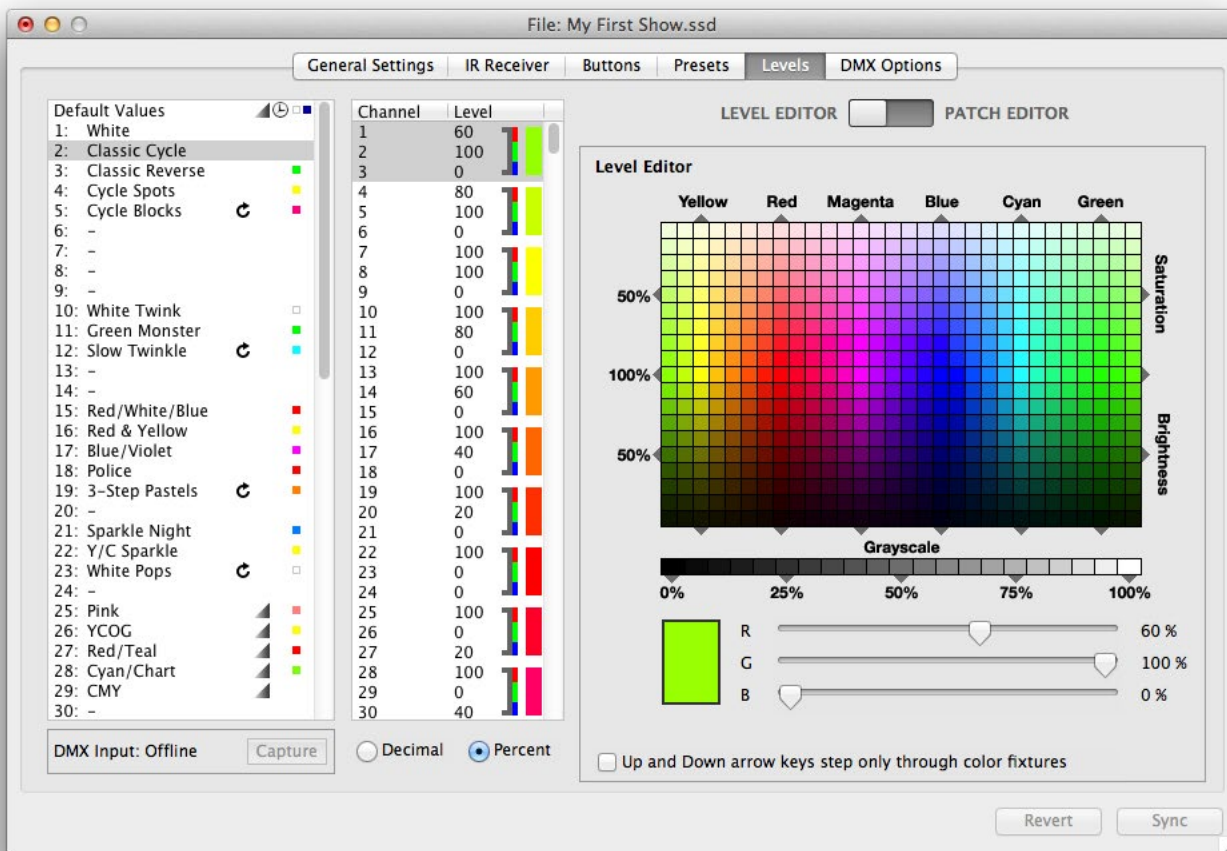 File: My First Show.ssd
General Settings IR Receiver Buttons Presets Levels DMX Options
Default Values
1: White
2: Classic Cycle
3: Classic Reverse
4: Cycle Spots
5: Cycle Blocks
6: –
7: –
8: –
9: –
10: White Twink
11: Green Monster
12: Slow Twinkle
13: –
14: –
15: Red/White/Blue
16: Red & Yellow
17: Blue/Violet
18: Police
19: 3-Step Pastels
20: –
21: Sparkle Night
22: Y/C Sparkle
23: White Pops
24: –
25: Pink
26: YCOG
27: Red/Teal
28: Cyan/Chart
29: CMY
30: –
DMX Input: Offline Capture
Channel Level
1 60
2 100
3 0
4 80
5 100
6 0
7 100
8 100
9 0
10 100
11 80
12 0
13 100
14 60
15 0
16 100
17 40
18 0
19 100
20 20
21 0
22 100
23 0
24 0
25 100
26 0
27 20
28 100
29 0
30 40
Decimal Percent
LEVEL EDITOR PATCH EDITOR
Level Editor
Yellow Red Magenta Blue Cyan Green
50%
100%
50%
Saturation
Brightness
Grayscale
0% 25% 50% 75% 100%
R 60 %
G 100 %
B 0 %
Up and Down arrow keys step only through color fixtures
Revert Sync